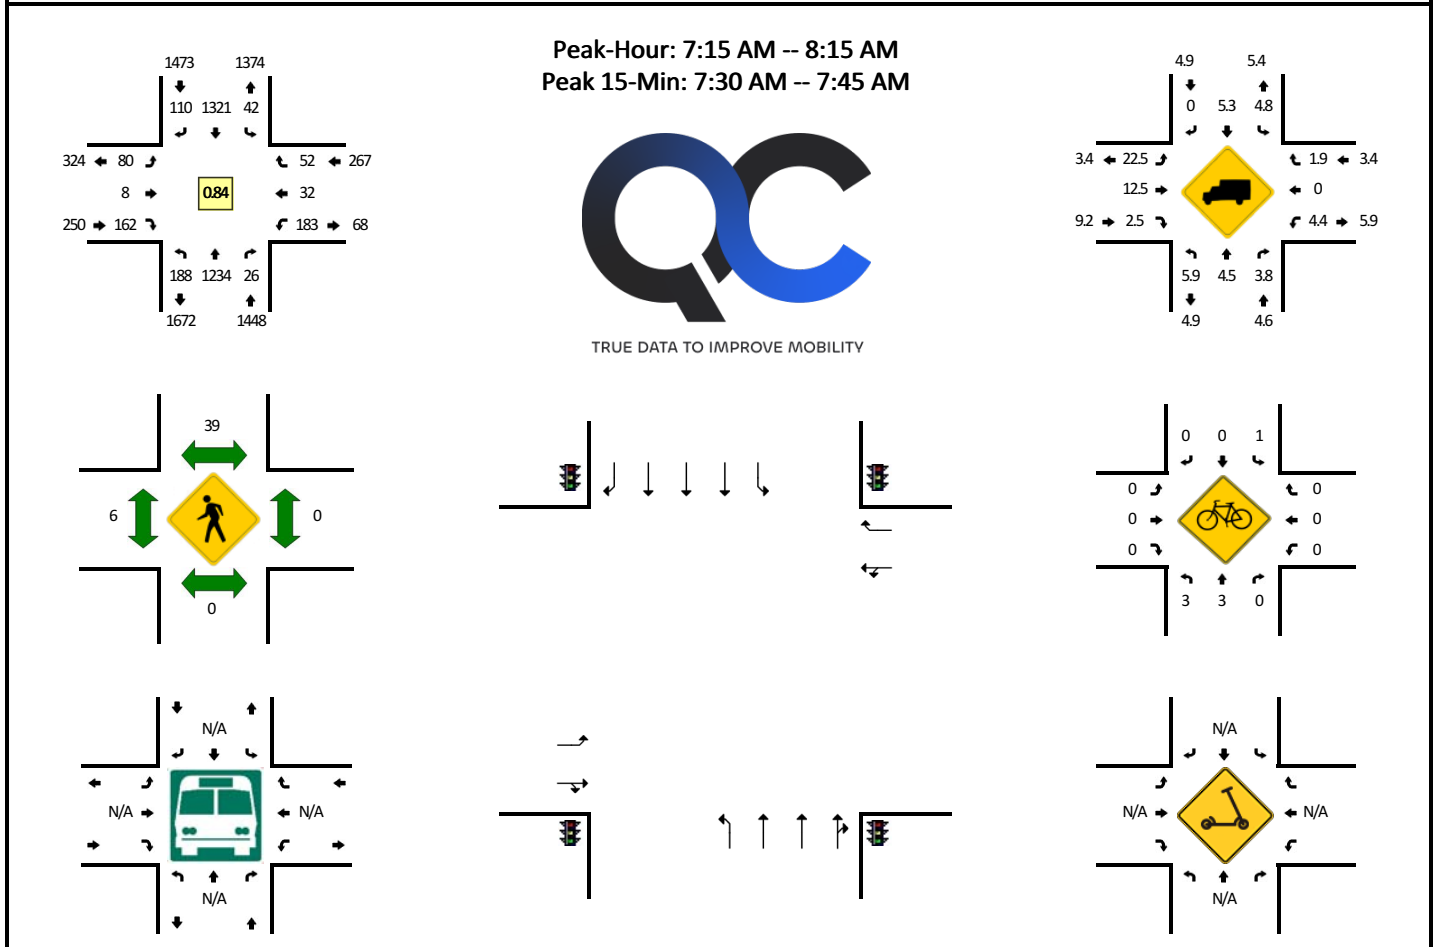 Peak-Hour: 7:15 AM -- 8:15 AM
Peak 15-Min: 7:30 AM -- 7:45 AM
1473 1374
110 1321 42
324 80 52 267
8 0.84 32
250 162 183 68
188 1234 26
1672 1448
QC
TRUE DATA TO IMPROVE MOBILITY
4.9 5.4
0 5.3 4.8
3.4 22.5 1.9 3.4
12.5 0
9.2 2.5 4.4 5.9
5.9 4.5 3.8
4.9 4.6
39
6 0
0
0 0 1
0 0
0 0
0 0
3 3 0
N/A
N/A N/A
N/A
N/A
N/A N/A
N/A